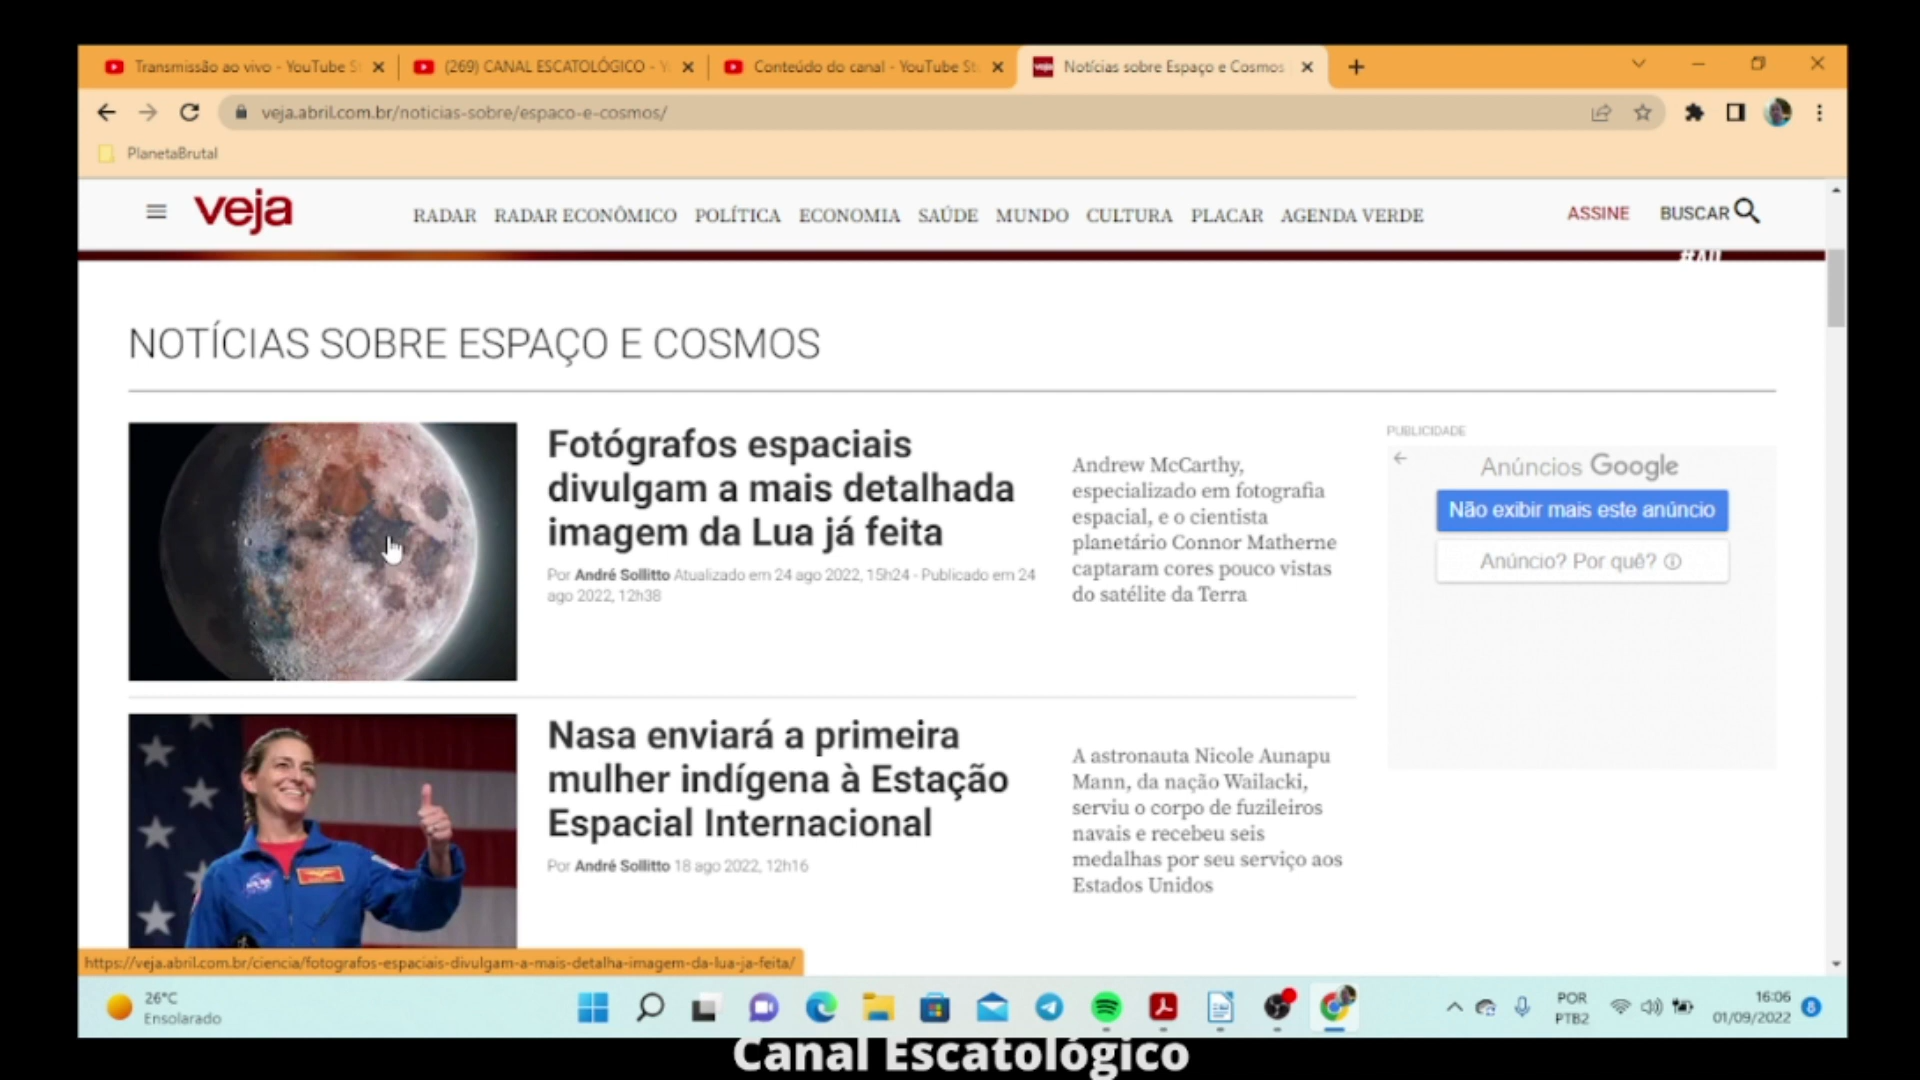 Transmissão ao vivo - YouTube S
(269) CANAL ESCATOLÓGICO - Y
Conteúdo do canal - YouTube St
Notícias sobre Espaço e Cosmos
veja.abril.com.br/noticias-sobre/espaco-e-cosmos/
PlanetaBrutal
veja
RADAR RADAR ECONÔMICO POLÍTICA ECONOMIA SAÚDE MUNDO CULTURA PLACAR AGENDA VERDE
ASSINE BUSCAR
NOTÍCIAS SOBRE ESPAÇO E COSMOS
Fotógrafos espaciais
divulgam a mais detalhada
imagem da Lua já feita
Por André Sollitto Atualizado em 24 ago 2022, 15h24 - Publicado em 24
ago 2022, 12h38
Andrew McCarthy,
especializado em fotografia
espacial, e o cientista
planetário Connor Matherne
captaram cores pouco vistas
do satélite da Terra
PUBLICIDADE
Anúncios Google
Não exibir mais este anúncio
Anúncio? Por quê?
Nasa enviará a primeira
mulher indígena à Estação
Espacial Internacional
Por André Sollitto 18 ago 2022, 12h16
A astronauta Nicole Aunapu
Mann, da nação Wailacki,
serviu o corpo de fuzileiros
navais e recebeu seis
medalhas por seu serviço aos
Estados Unidos
NASA
https://veja.abril.com.br/ciencia/fotografos-espaciais-divulgam-a-mais-detalha-imagem-da-lua-ja-feita/
26°C
Ensolarado
POR
PTB2
16:06
01/09/2022
8
Canal Escatológico